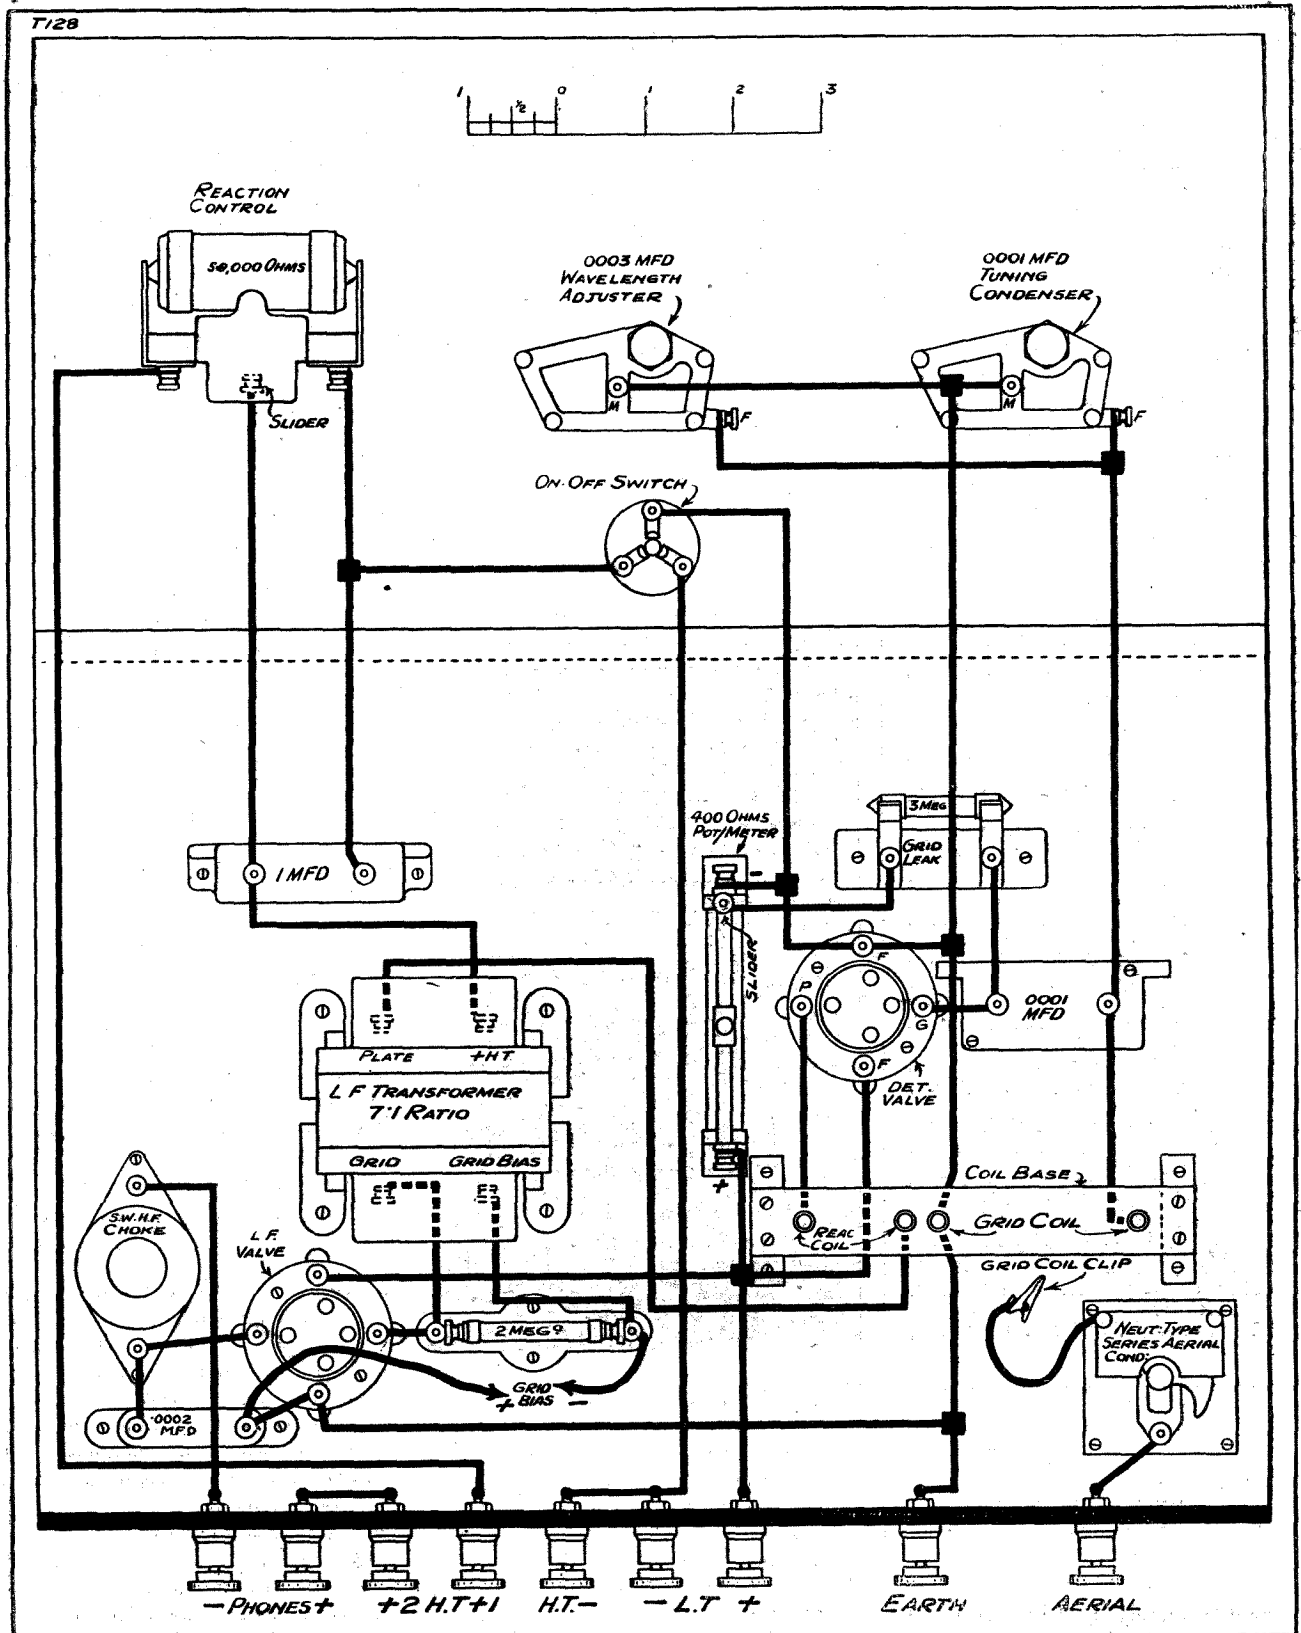 T128
1 ½ 0 1 2 3
REACTION
CONTROL
50,000 OHMS
SLIDER
0003 MFD
WAVELENGTH
ADJUSTER
M
F
0001 MFD
TUNING
CONDENSER
M
F
ON-OFF SWITCH
400 OHMS
POT/METER
-
SLIDER
+
3 MEG
GRID
LEAK
1 MFD
F
P
G
F
DET.
VALVE
0001
MFD
PLATE +HT
L F TRANSFORMER
7:1 RATIO
GRID GRID BIAS
S.W.H.F.
CHOKE
L.F.
VALVE
COIL BASE
REAC
COIL
GRID COIL
GRID COIL CLIP
2 MEGS
GRID
+ BIAS -
.0002
MFD
NEUT: TYPE
SERIES AERIAL
COND:
- PHONES + +2 H.T +1 H.T.- - L.T + EARTH AERIAL